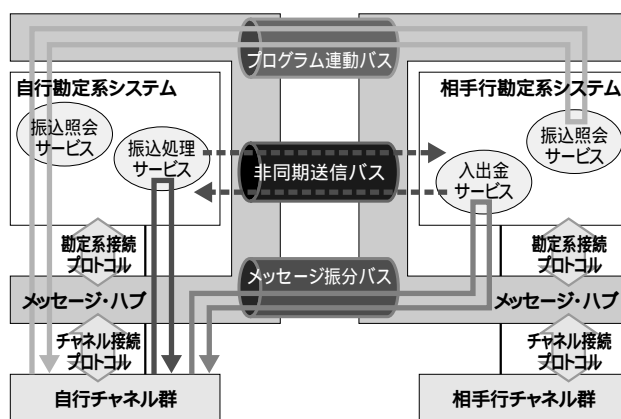 プログラム連動バス
自行勘定系システム
相手行勘定系システム
振込照会
サービス
振込処理
サービス
非同期送信バス
振込照会
サービス
入出金
サービス
勘定系接続
プロトコル
勘定系接続
プロトコル
メッセージ振分バス
メッセージ・ハブ
メッセージ・ハブ
チャネル接続
プロトコル
チャネル接続
プロトコル
自行チャネル群
相手行チャネル群